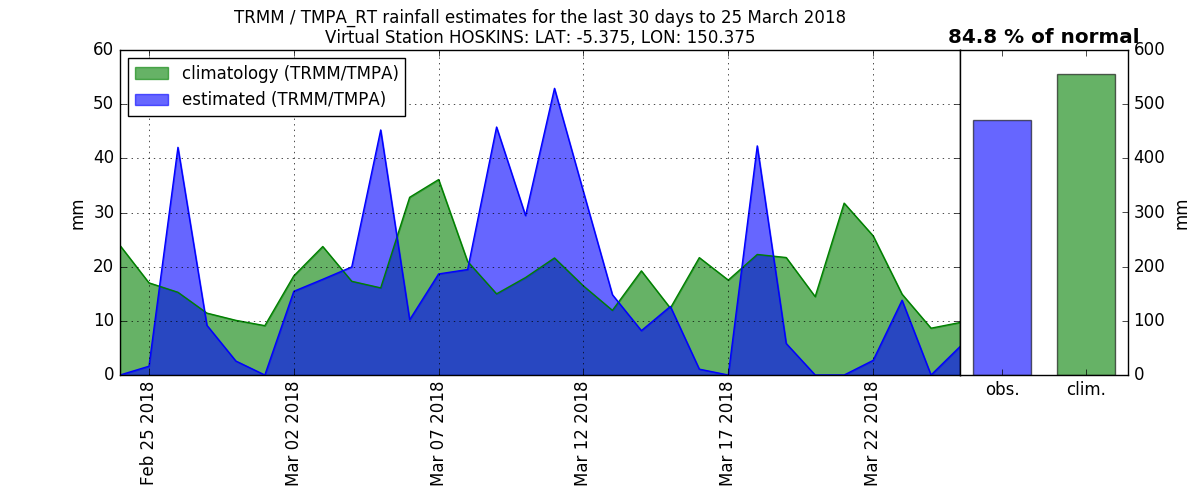 TRMM / TMPA_RT rainfall estimates for the last 30 days to 25 March 2018
Virtual Station HOSKINS: LAT: -5.375, LON: 150.375
84.8 % of normal
climatology (TRMM/TMPA)
estimated (TRMM/TMPA)
60
50
40
30
20
10
0
mm
Feb 25 2018
Mar 02 2018
Mar 07 2018
Mar 12 2018
Mar 17 2018
Mar 22 2018
600
500
400
300
200
100
0
mm
obs.
clim.